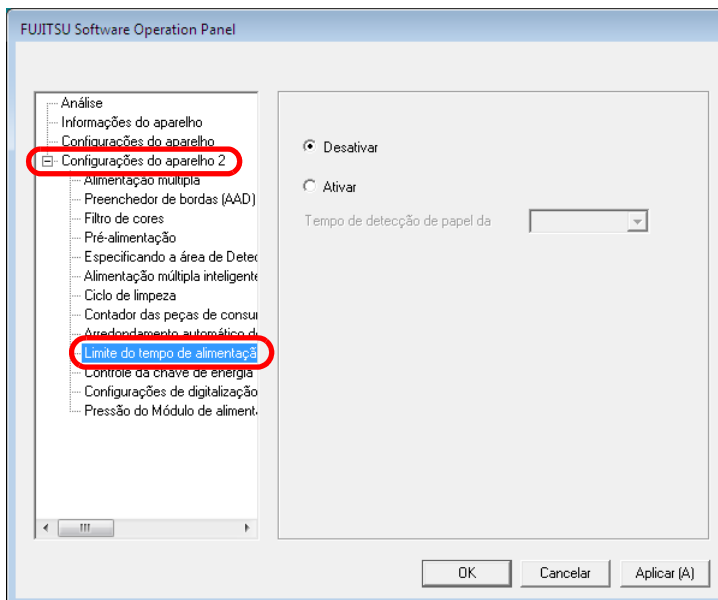 FUJITSU Software Operation Panel
Análise
Informações do aparelho
Configurações do aparelho
Configurações do aparelho 2
Alimentação múltipla
Preenchedor de bordas (AAD)
Filtro de cores
Pré-alimentação
Especificando a área de Detec
Alimentação múltipla inteligente
Ciclo de limpeza
Contador das peças de consu
Arredondamento automático d
Limite do tempo de alimentaçã
Controle da chave de energia
Configurações de digitalização
Pressão do Módulo de aliment
Desativar
Ativar
Tempo de detecção de papel da
OK
Cancelar
Aplicar (A)